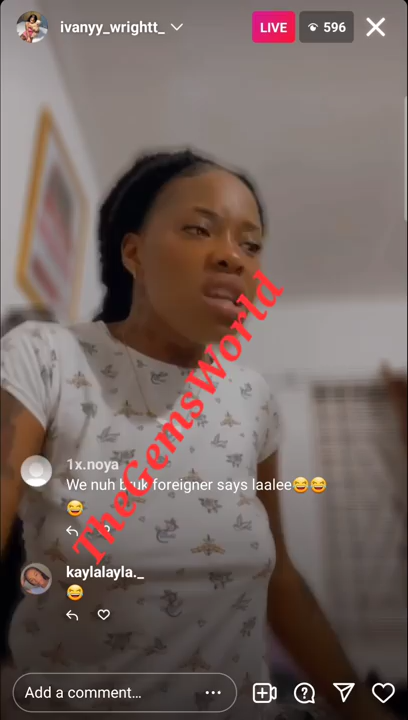 ivanyy_wrightt_
LIVE
596
TheGemsWorld
1x.noya
We nuh bruk foreigner says laalee😂😂
😂
kaylalayla._
😂
Add a comment...